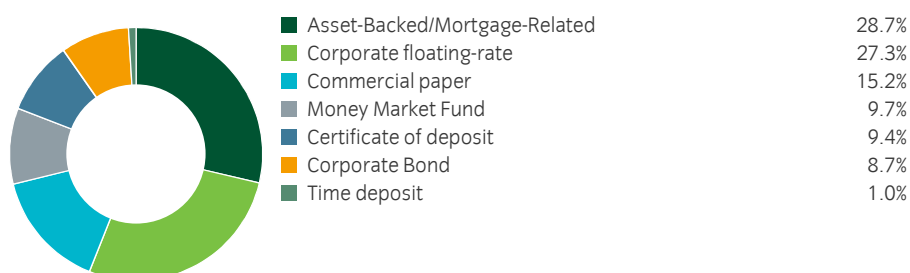 Asset-Backed/Mortgage-Related 28.7%
Corporate floating-rate 27.3%
Commercial paper 15.2%
Money Market Fund 9.7%
Certificate of deposit 9.4%
Corporate Bond 8.7%
Time deposit 1.0%